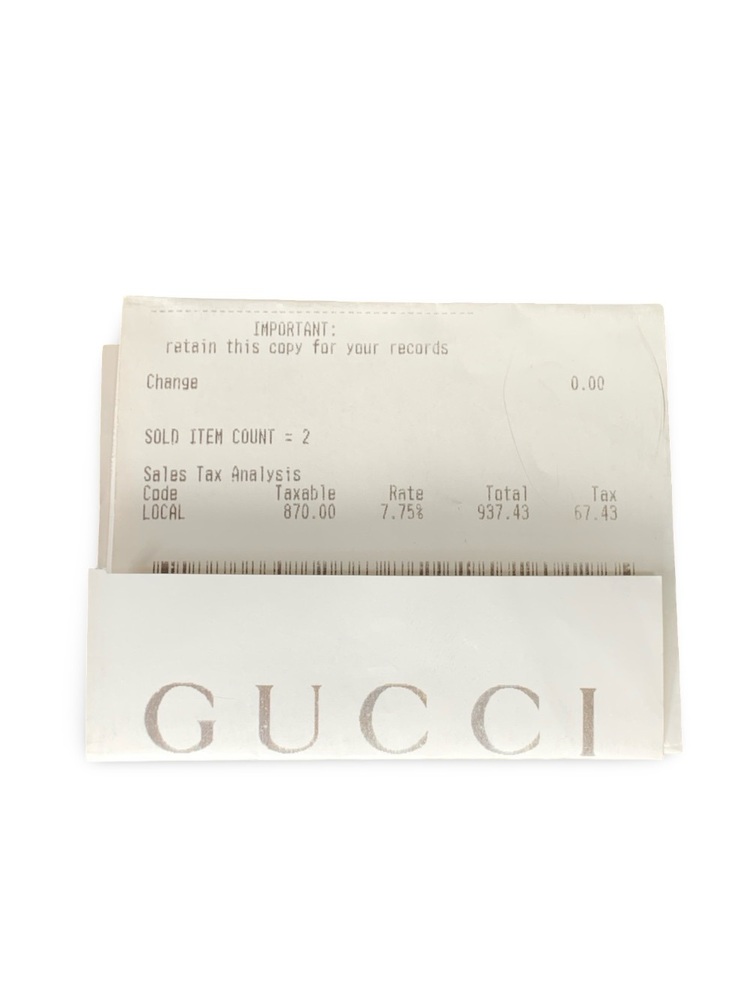 IMPORTANT:
retain this copy for your records
Change 0.00
SOLD ITEM COUNT = 2
Sales Tax Analysis
Code Taxable Rate Total Tax
LOCAL 870.00 7.75% 937.43 67.43
GUCCI